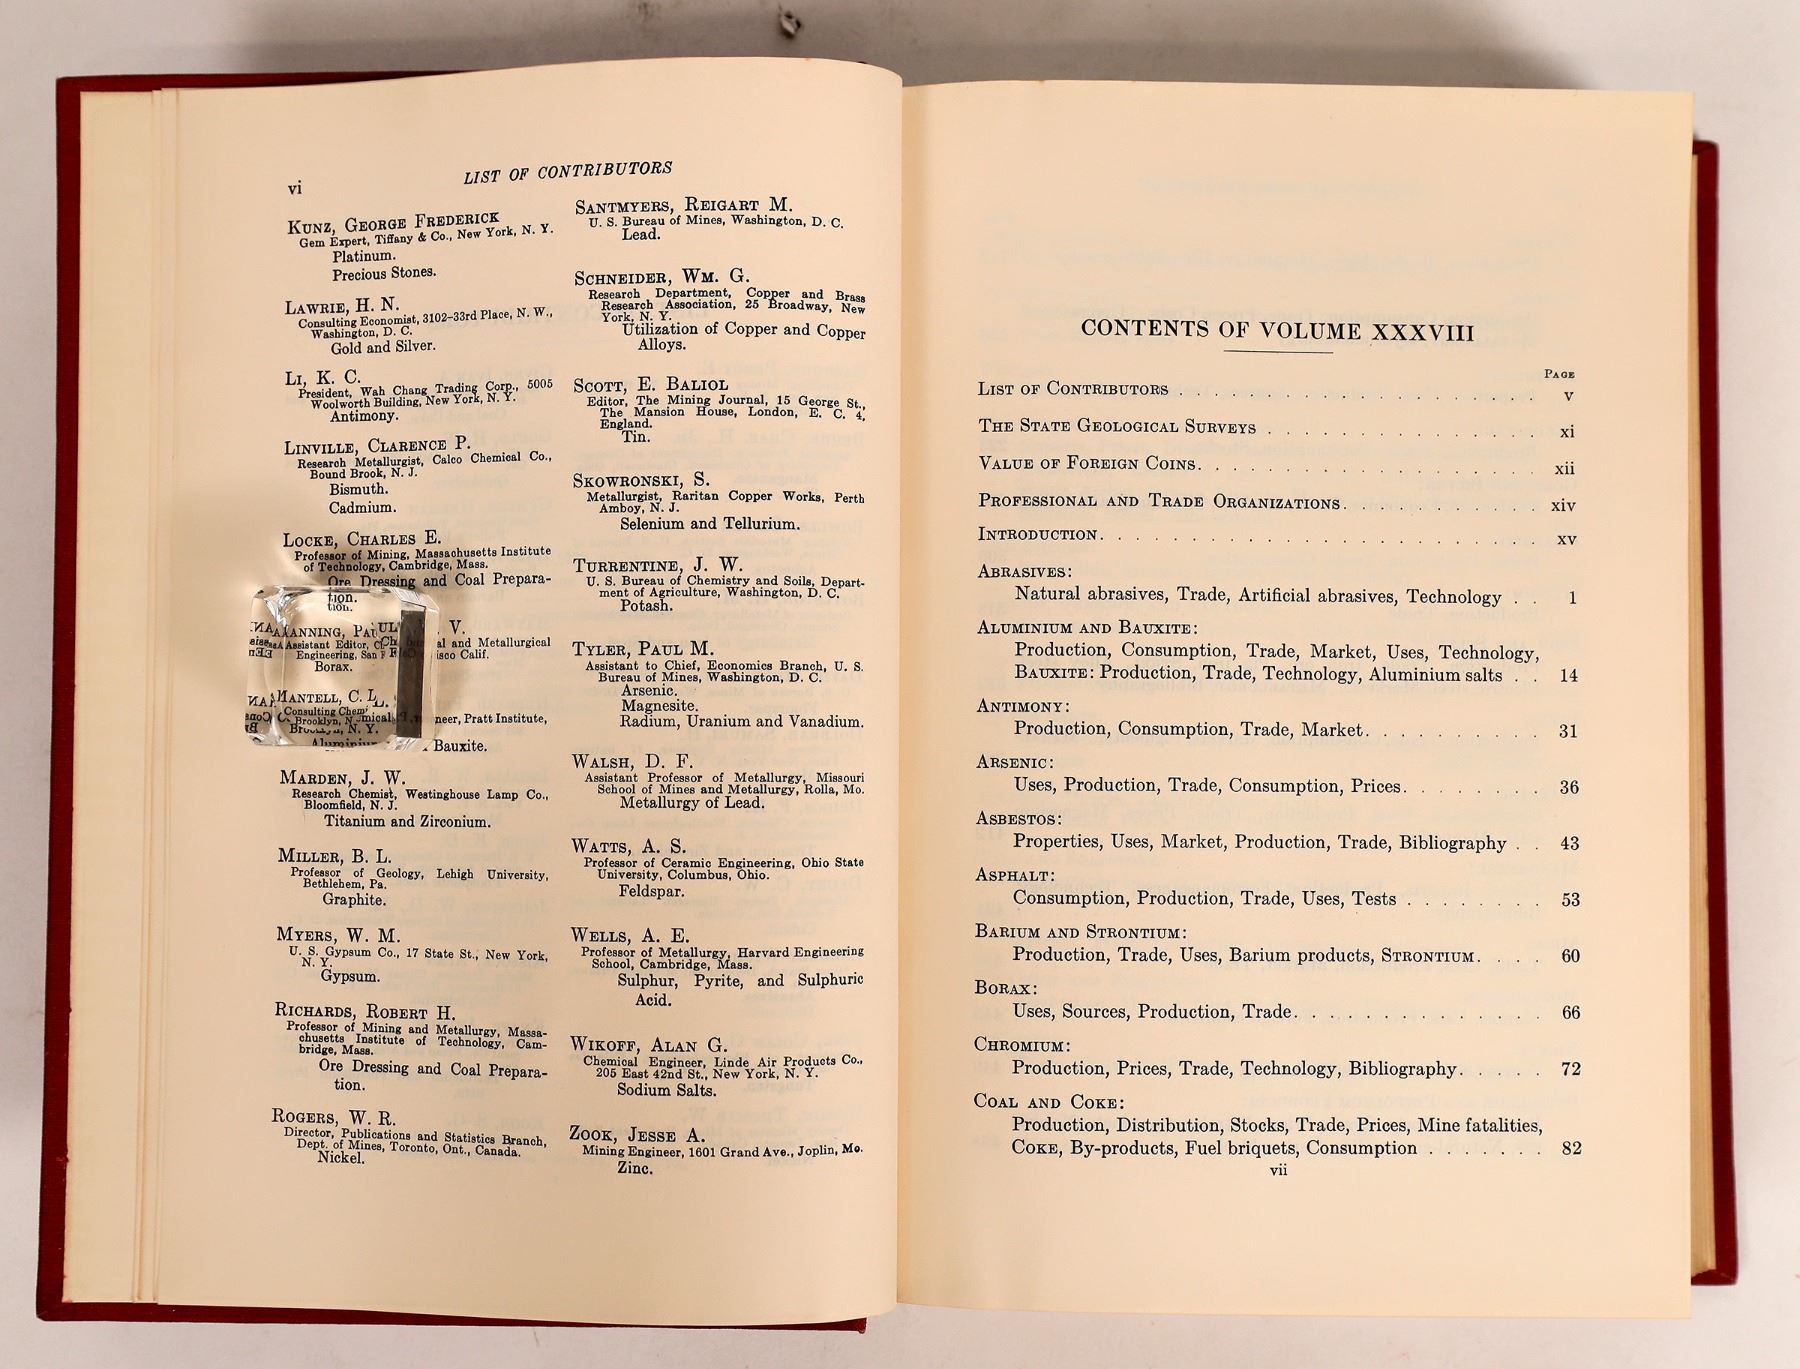 vi
LIST OF CONTRIBUTORS
KUNZ, GEORGE FREDERICK
Gem Expert, Tiffany & Co., New York, N. Y.
Platinum.
Precious Stones.
LAWRIE, H. N.
Consulting Economist, 3102-33rd Place, N. W.,
Washington, D. C.
Gold and Silver.
LI, K. C.
President, Wah Chang Trading Corp., 5005
Woolworth Building, New York, N. Y.
Antimony.
LINVILLE, CLARENCE P.
Research Metallurgist, Calco Chemical Co.,
Bound Brook, N. J.
Bismuth.
Cadmium.
LOCKE, CHARLES E.
Professor of Mining, Massachusetts Institute
of Technology, Cambridge, Mass.
Ore Dressing and Coal Prepara-
tion.
MANNING, PAUL V.
Assistant Editor, Chemical and Metallurgical
Engineering, San Francisco Calif.
Borax.
MANTELL, C. L.
Consulting Chemical Engineer, Pratt Institute,
Brooklyn, N. Y.
Aluminium Bauxite.
MARDEN, J. W.
Research Chemist, Westinghouse Lamp Co.,
Bloomfield, N. J.
Titanium and Zirconium.
MILLER, B. L.
Professor of Geology, Lehigh University,
Bethlehem, Pa.
Graphite.
MYERS, W. M.
U. S. Gypsum Co., 17 State St., New York,
N. Y.
Gypsum.
RICHARDS, ROBERT H.
Professor of Mining and Metallurgy, Massa-
chusetts Institute of Technology, Cam-
bridge, Mass.
Ore Dressing and Coal Prepara-
tion.
ROGERS, W. R.
Director, Publications and Statistics Branch,
Dept. of Mines, Toronto, Ont., Canada.
Nickel.
SANTMYERS, REIGART M.
U. S. Bureau of Mines, Washington, D. C.
Lead.
SCHNEIDER, WM. G.
Research Department, Copper and Brass
Research Association, 25 Broadway, New
York, N. Y.
Utilization of Copper and Copper
Alloys.
SCOTT, E. BALIOL
Editor, The Mining Journal, 15 George St.,
The Mansion House, London, E. C. 4,
England.
Tin.
SKOWRONSKI, S.
Metallurgist, Raritan Copper Works, Perth
Amboy, N. J.
Selenium and Tellurium.
TURRENTINE, J. W.
U. S. Bureau of Chemistry and Soils, Depart-
ment of Agriculture, Washington, D. C.
Potash.
TYLER, PAUL M.
Assistant to Chief, Economics Branch, U. S.
Bureau of Mines, Washington, D. C.
Arsenic.
Magnesite.
Radium, Uranium and Vanadium.
WALSH, D. F.
Assistant Professor of Metallurgy, Missouri
School of Mines and Metallurgy, Rolla, Mo.
Metallurgy of Lead.
WATTS, A. S.
Professor of Ceramic Engineering, Ohio State
University, Columbus, Ohio.
Feldspar.
WELLS, A. E.
Professor of Metallurgy, Harvard Engineering
School, Cambridge, Mass.
Sulphur, Pyrite, and Sulphuric
Acid.
WIKOFF, ALAN G.
Chemical Engineer, Linde Air Products Co.,
205 East 42nd St., New York, N. Y.
Sodium Salts.
ZOOK, JESSE A.
Mining Engineer, 1601 Grand Ave., Joplin, Mo.
Zinc.
CONTENTS OF VOLUME XXXVIII
PAGE
LIST OF CONTRIBUTORS . . . . . . . . . . v
THE STATE GEOLOGICAL SURVEYS . . . . . . . . . . xi
VALUE OF FOREIGN COINS. . . . . . . . . . xii
PROFESSIONAL AND TRADE ORGANIZATIONS. . . . . . . . . . xiv
INTRODUCTION. . . . . . . . . . xv
ABRASIVES:
Natural abrasives, Trade, Artificial abrasives, Technology . . 1
ALUMINIUM AND BAUXITE:
Production, Consumption, Trade, Market, Uses, Technology,
BAUXITE: Production, Trade, Technology, Aluminium salts . . 14
ANTIMONY:
Production, Consumption, Trade, Market. . . . . . . . . 31
ARSENIC:
Uses, Production, Trade, Consumption, Prices. . . . . . . 36
ASBESTOS:
Properties, Uses, Market, Production, Trade, Bibliography . . 43
ASPHALT:
Consumption, Production, Trade, Uses, Tests . . . . . . . . 53
BARIUM AND STRONTIUM:
Production, Trade, Uses, Barium products, STRONTIUM. . . . 60
BORAX:
Uses, Sources, Production, Trade. . . . . . . . . . 66
CHROMIUM:
Production, Prices, Trade, Technology, Bibliography. . . . . 72
COAL AND COKE:
Production, Distribution, Stocks, Trade, Prices, Mine fatalities,
COKE, By-products, Fuel briquets, Consumption . . . . . . . 82
vii